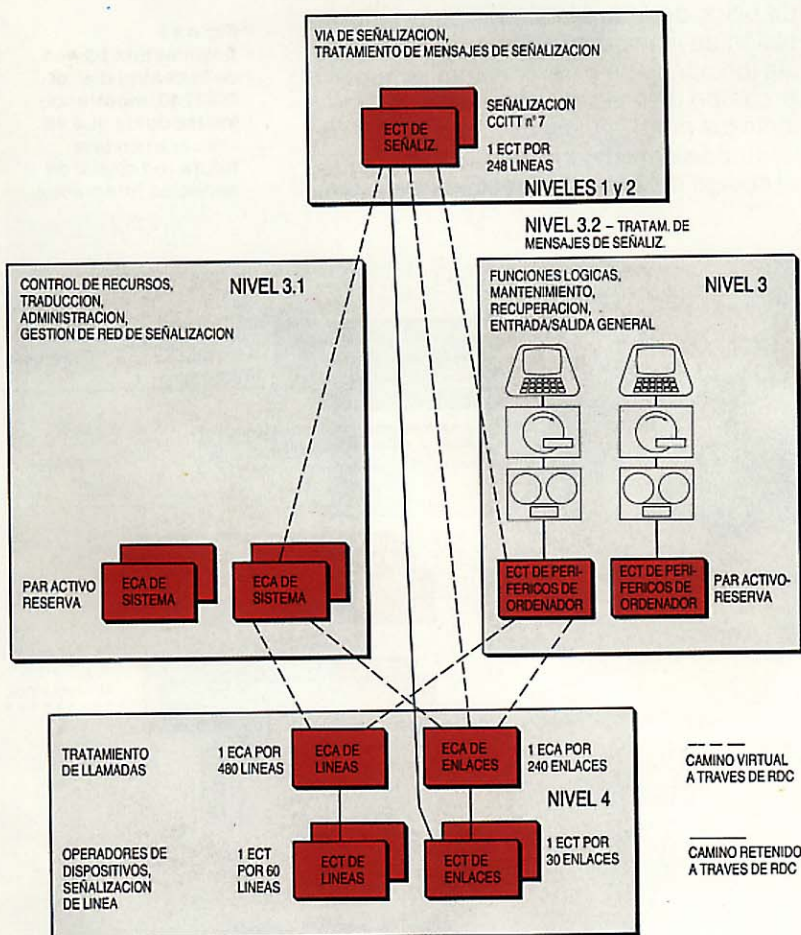 VIA DE SEÑALIZACION,
TRATAMIENTO DE MENSAJES DE SEÑALIZACION
ECT DE
SEÑALIZ.
SEÑALIZACION
CCITT n° 7
1 ECT POR
248 LINEAS
NIVELES 1 y 2
NIVEL 3.2 – TRATAM. DE
MENSAJES DE SEÑALIZ.
CONTROL DE RECURSOS,
TRADUCCION,
ADMINISTRACION,
GESTION DE RED DE SEÑALIZACION
NIVEL 3.1
PAR ACTIVO
RESERVA
ECA DE
SISTEMA
ECA DE
SISTEMA
FUNCIONES LOGICAS,
MANTENIMIENTO,
RECUPERACION,
ENTRADA/SALIDA GENERAL
NIVEL 3
ECT DE PERI-
FERICOS DE
ORDENADOR
ECT DE PERI-
FERICOS DE
ORDENADOR
PAR ACTIVO-
RESERVA
TRATAMIENTO
DE LLAMADAS
1 ECA POR
480 LINEAS
ECA DE
LINEAS
ECA DE
ENLACES
1 ECA POR
240 ENLACES
NIVEL 4
OPERADORES DE
DISPOSITIVOS,
SEÑALIZACION
DE LINEA
1 ECT
POR 60
LINEAS
ECT DE
LINEAS
ECT DE
ENLACES
1 ECT POR
30 ENLACES
CAMINO VIRTUAL
A TRAVES DE RDC
CAMINO RETENIDO
A TRAVES DE RDC